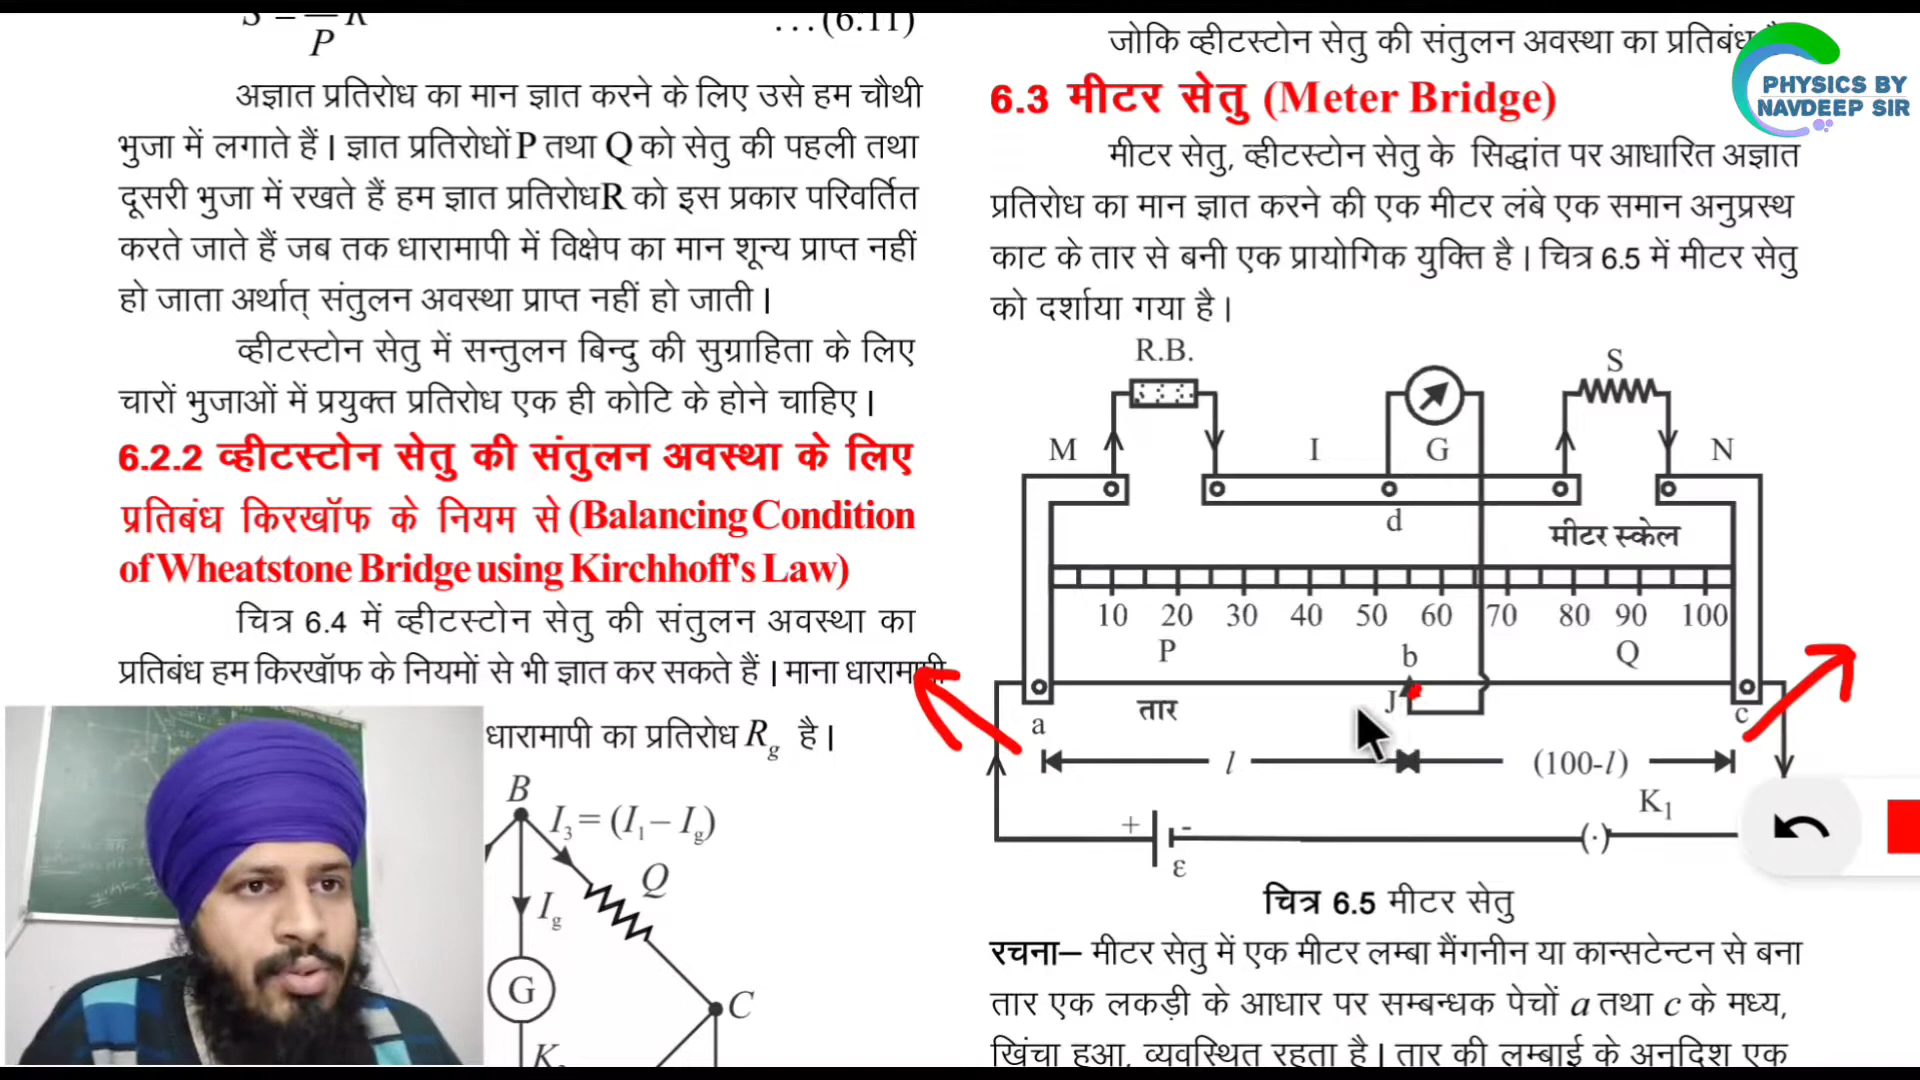 P
...(6.11)
अज्ञात प्रतिरोध का मान ज्ञात करने के लिए उसे हम चौथी
भुजा में लगाते हैं। ज्ञात प्रतिरोधों P तथा Q को सेतु की पहली तथा
दूसरी भुजा में रखते हैं हम ज्ञात प्रतिरोध R को इस प्रकार परिवर्तित
करते जाते हैं जब तक धारामापी में विक्षेप का मान शून्य प्राप्त नहीं
हो जाता अर्थात् संतुलन अवस्था प्राप्त नहीं हो जाती।
व्हीटस्टोन सेतु में सन्तुलन बिन्दु की सुग्राहिता के लिए
चारों भुजाओं में प्रयुक्त प्रतिरोध एक ही कोटि के होने चाहिए।
6.2.2 व्हीटस्टोन सेतु की संतुलन अवस्था के लिए
प्रतिबंध किरखॉफ के नियम से (Balancing Condition
of Wheatstone Bridge using Kirchhoff's Law)
चित्र 6.4 में व्हीटस्टोन सेतु की संतुलन अवस्था का
प्रतिबंध हम किरखॉफ के नियमों से भी ज्ञात कर सकते हैं। माना धारामापी
धारामापी का प्रतिरोध Rg है।
B
I3 = (I1 – Ig)
Q
Ig
G
C
जोकि व्हीटस्टोन सेतु की संतुलन अवस्था का प्रतिबंध
PHYSICS BY
NAVDEEP SIR
6.3 मीटर सेतु (Meter Bridge)
मीटर सेतु, व्हीटस्टोन सेतु के सिद्धांत पर आधारित अज्ञात
प्रतिरोध का मान ज्ञात करने की एक मीटर लंबे एक समान अनुप्रस्थ
काट के तार से बनी एक प्रायोगिक युक्ति है। चित्र 6.5 में मीटर सेतु
को दर्शाया गया है।
R.B. S
M I G N
d
मीटर स्केल
10 20 30 40 50 60 70 80 90 100
P b Q
J
a तार c
l (100-l)
K1
+ -
ε
(·)
चित्र 6.5 मीटर सेतु
रचना– मीटर सेतु में एक मीटर लम्बा मैंगनीन या कान्सटेन्टन से बना
तार एक लकड़ी के आधार पर सम्बन्धक पेचों a तथा c के मध्य,
खिंचा हुआ, व्यवस्थित रहता है। तार की लम्बाई के अनुदिश एक